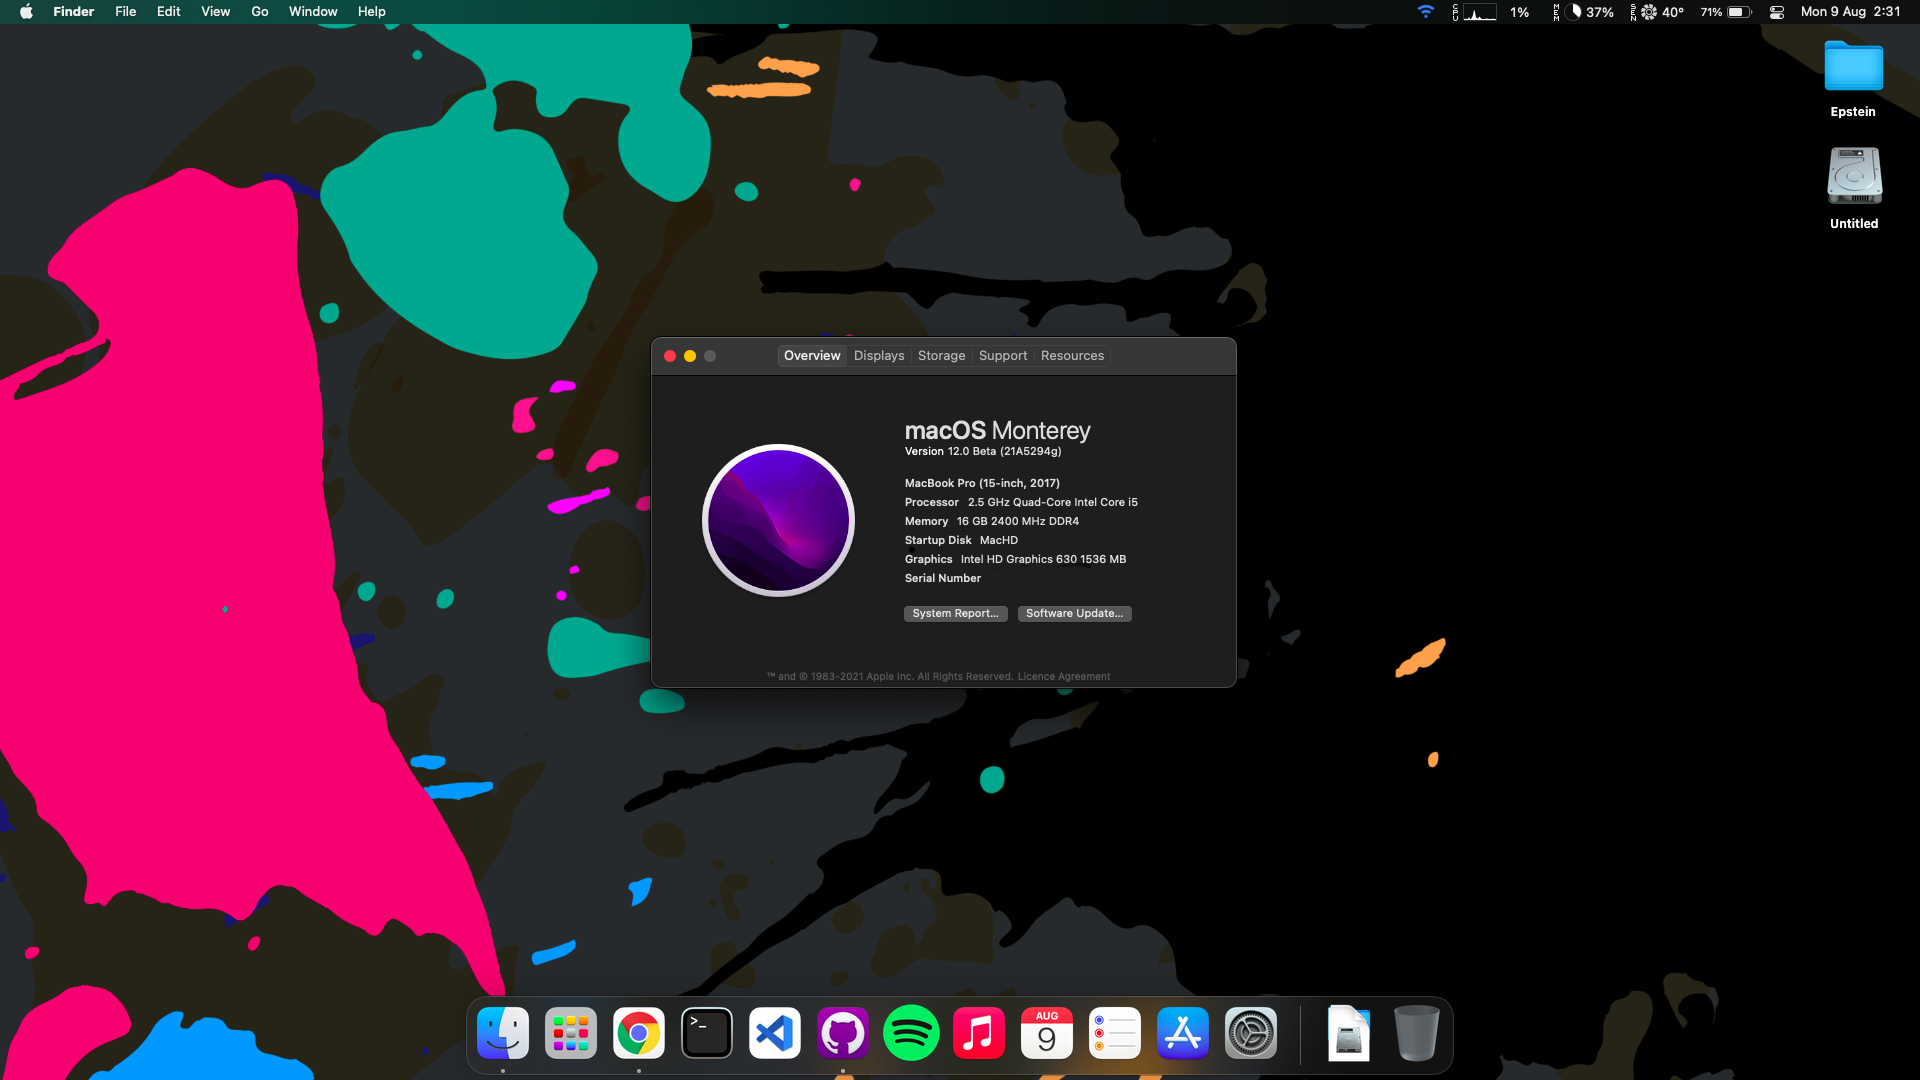 Finder File Edit View Go Window Help
CPU 1% MEM 37% SEN 40° 71% Mon 9 Aug 2:31
Epstein
Untitled
Overview Displays Storage Support Resources
macOS Monterey
Version 12.0 Beta (21A5294g)
MacBook Pro (15-inch, 2017)
Processor 2.5 GHz Quad-Core Intel Core i5
Memory 16 GB 2400 MHz DDR4
Startup Disk MacHD
Graphics Intel HD Graphics 630 1536 MB
Serial Number
System Report... Software Update...
™ and © 1983-2021 Apple Inc. All Rights Reserved. Licence Agreement
>_
AUG
9